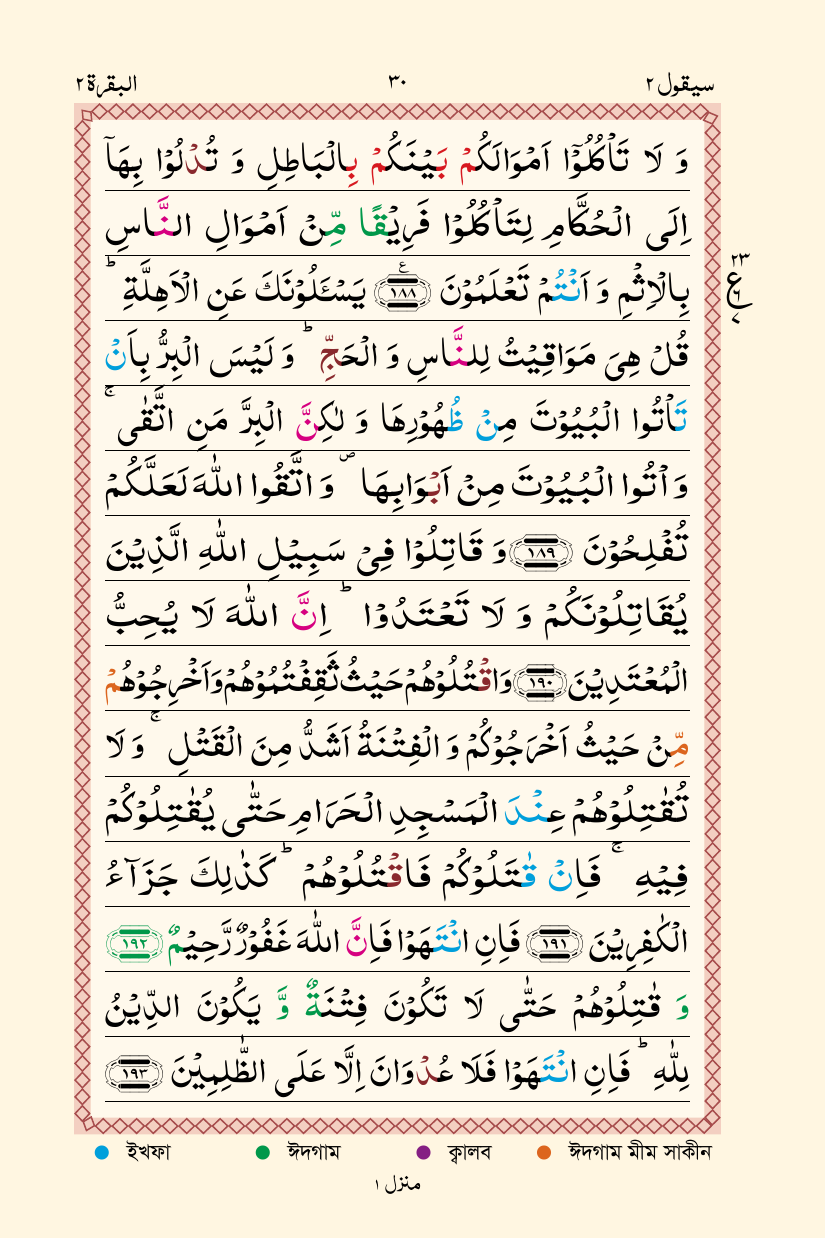 سيقول ٢
٣٠
البقرة ٢
وَ لَا تَاْكُلُوْۤا اَمْوَالَكُمْ بَيْنَكُمْ بِالْبَاطِلِ وَ تُدْلُوْا بِهَاۤ
اِلَى الْحُكَّامِ لِتَاْكُلُوْا فَرِيْقًا مِّنْ اَمْوَالِ النَّاسِ
بِالْاِثْمِ وَ اَنْتُمْ تَعْلَمُوْنَ ع ١٨٨ يَسْـَٔلُوْنَكَ عَنِ الْاَهِلَّةِ ؕ
٢٣
ع
٧
قُلْ هِىَ مَوَاقِيْتُ لِلنَّاسِ وَ الْحَجِّ ؕ وَ لَيْسَ الْبِرُّ بِاَنْ
تَاْتُوا الْبُيُوْتَ مِنْ ظُهُوْرِهَا وَ لٰكِنَّ الْبِرَّ مَنِ اتَّقٰى ۚ
وَ اْتُوا الْبُيُوْتَ مِنْ اَبْوَابِهَا ۪ وَ اتَّقُوا اللّٰهَ لَعَلَّكُمْ
تُفْلِحُوْنَ ١٨٩ وَ قَاتِلُوْا فِىْ سَبِيْلِ اللّٰهِ الَّذِيْنَ
يُقَاتِلُوْنَكُمْ وَ لَا تَعْتَدُوْا ؕ اِنَّ اللّٰهَ لَا يُحِبُّ
الْمُعْتَدِيْنَ ١٩٠ وَاقْتُلُوْهُمْ حَيْثُ ثَقِفْتُمُوْهُمْ وَاَخْرِجُوْهُمْ
مِّنْ حَيْثُ اَخْرَجُوْكُمْ وَ الْفِتْنَةُ اَشَدُّ مِنَ الْقَتْلِ ۚ وَ لَا
تُقٰتِلُوْهُمْ عِنْدَ الْمَسْجِدِ الْحَرَامِ حَتّٰى يُقٰتِلُوْكُمْ
فِيْهِ ۚ فَاِنْ قٰتَلُوْكُمْ فَاقْتُلُوْهُمْ ؕ كَذٰلِكَ جَزَآءُ
الْكٰفِرِيْنَ ١٩١ فَاِنِ انْتَهَوْا فَاِنَّ اللّٰهَ غَفُوْرٌ رَّحِيْمٌ ١٩٢
وَ قٰتِلُوْهُمْ حَتّٰى لَا تَكُوْنَ فِتْنَةٌ وَّ يَكُوْنَ الدِّيْنُ
لِلّٰهِ ؕ فَاِنِ انْتَهَوْا فَلَا عُدْوَانَ اِلَّا عَلَى الظّٰلِمِيْنَ ١٩٣
ইখফা ঈদগাম ক্বালব ঈদগাম মীম সাকীন
منزل ١